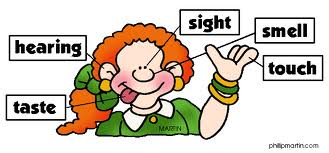 sight
smell
hearing
touch
taste
MARTIN
philipmartin.com